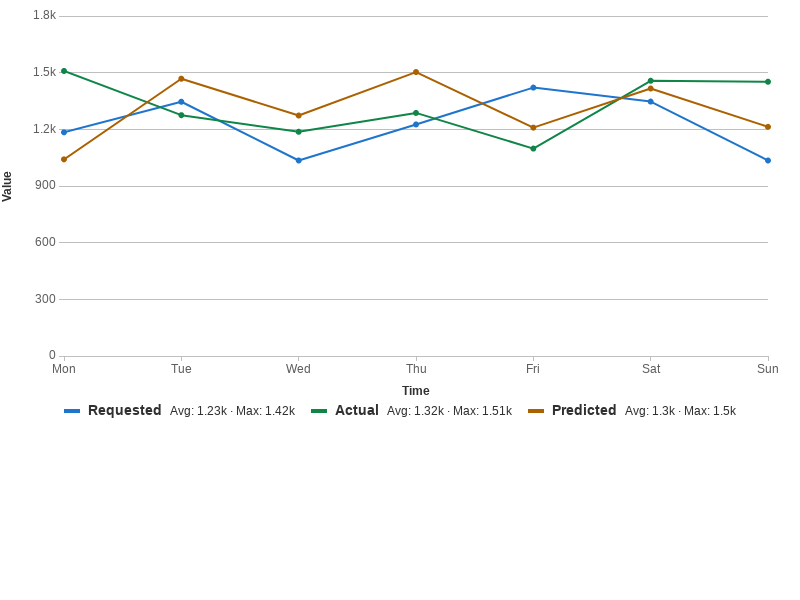 1.8k
1.5k
1.2k
900
600
300
0
Value
Mon Tue Wed Thu Fri Sat Sun
Time
Requested Avg: 1.23k · Max: 1.42k Actual Avg: 1.32k · Max: 1.51k Predicted Avg: 1.3k · Max: 1.5k